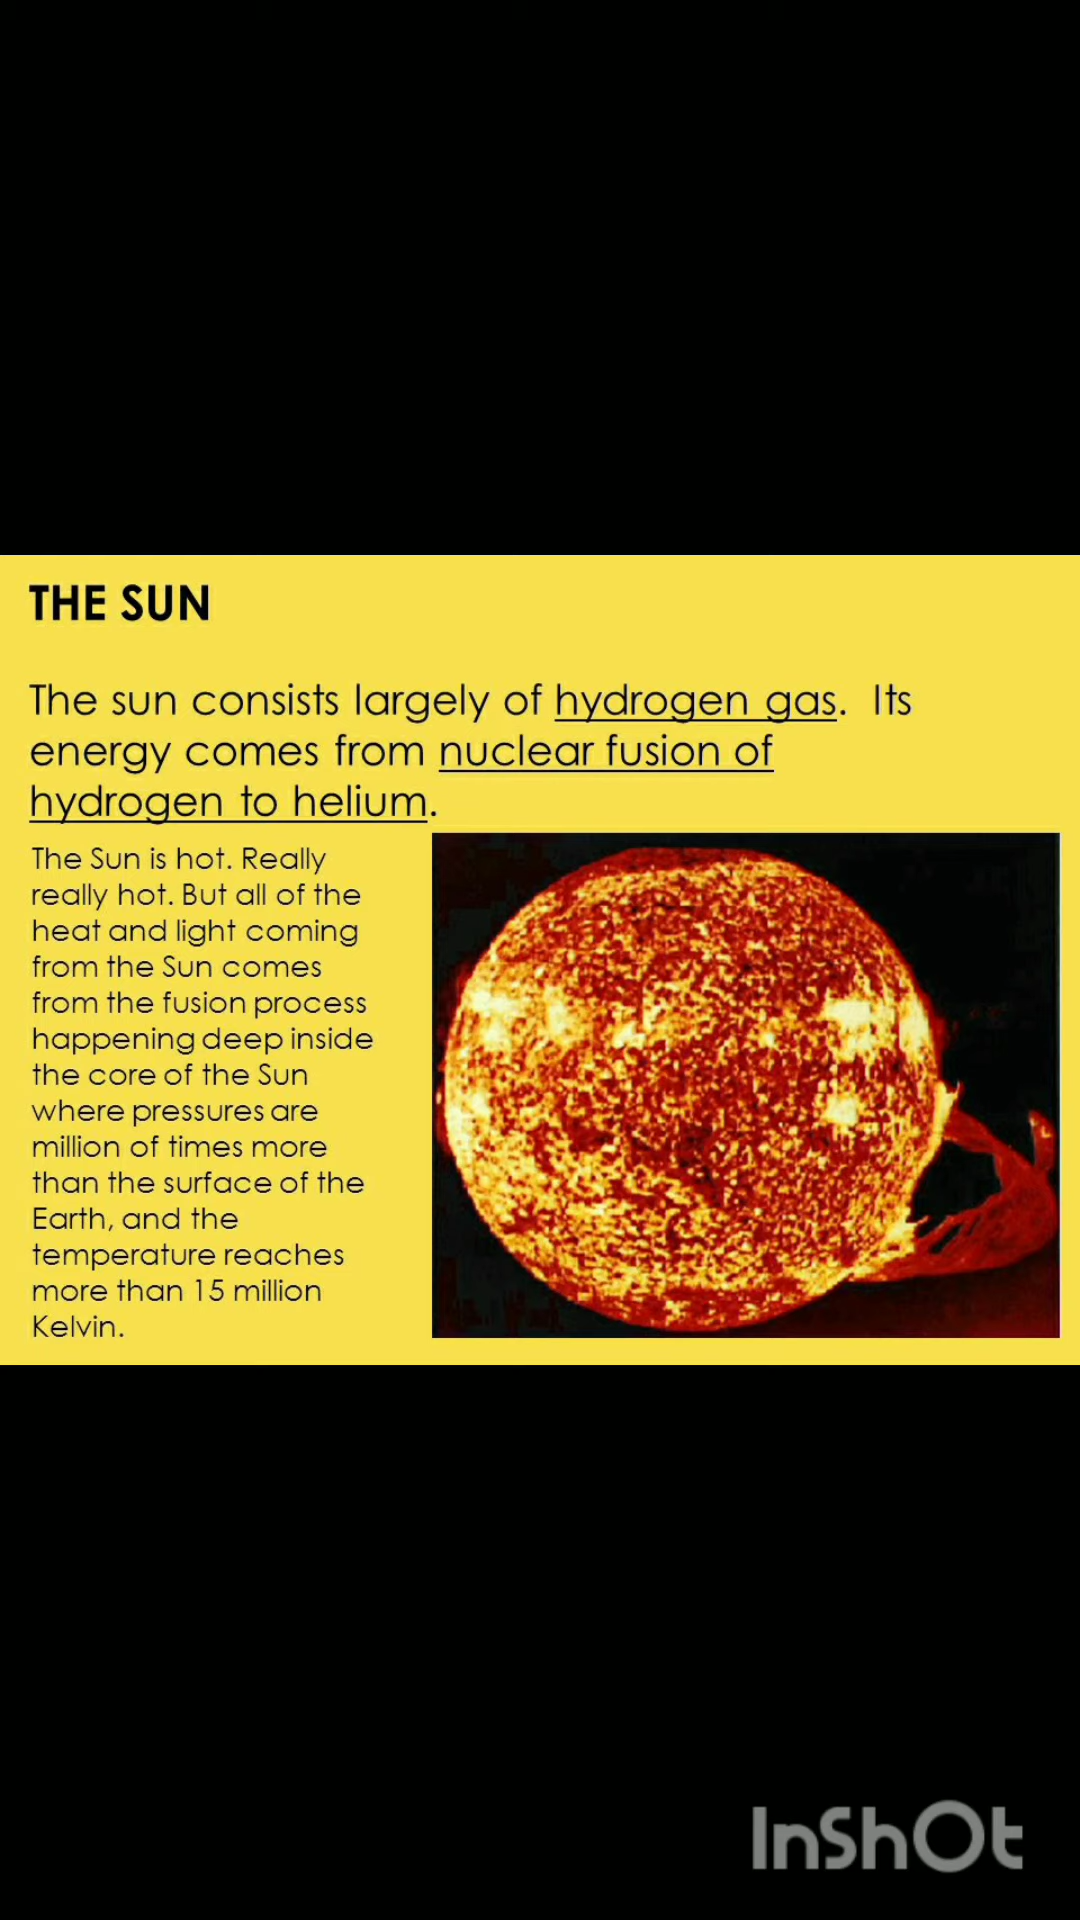 THE SUN
The sun consists largely of hydrogen gas. Its
energy comes from nuclear fusion of
hydrogen to helium.
The Sun is hot. Really
really hot. But all of the
heat and light coming
from the Sun comes
from the fusion process
happening deep inside
the core of the Sun
where pressures are
million of times more
than the surface of the
Earth, and the
temperature reaches
more than 15 million
Kelvin.
InShOt